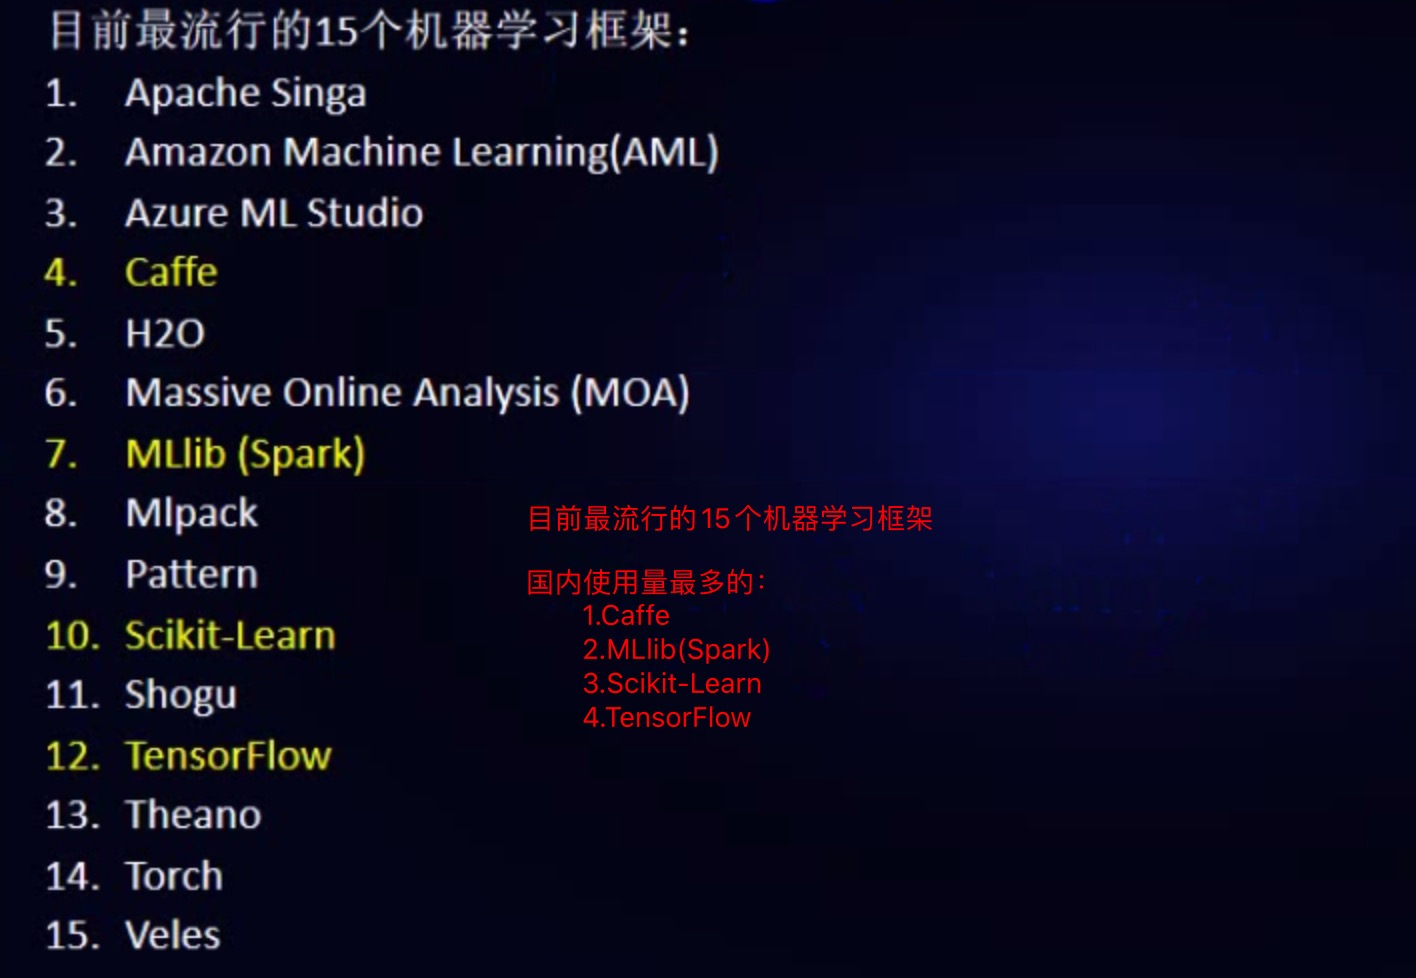 目前最流行的15个机器学习框架：
1. Apache Singa
2. Amazon Machine Learning(AML)
3. Azure ML Studio
4. Caffe
5. H2O
6. Massive Online Analysis (MOA)
7. MLlib (Spark)
8. Mlpack
9. Pattern
10. Scikit-Learn
11. Shogu
12. TensorFlow
13. Theano
14. Torch
15. Veles
目前最流行的15个机器学习框架
国内使用量最多的：
1.Caffe
2.MLlib(Spark)
3.Scikit-Learn
4.TensorFlow